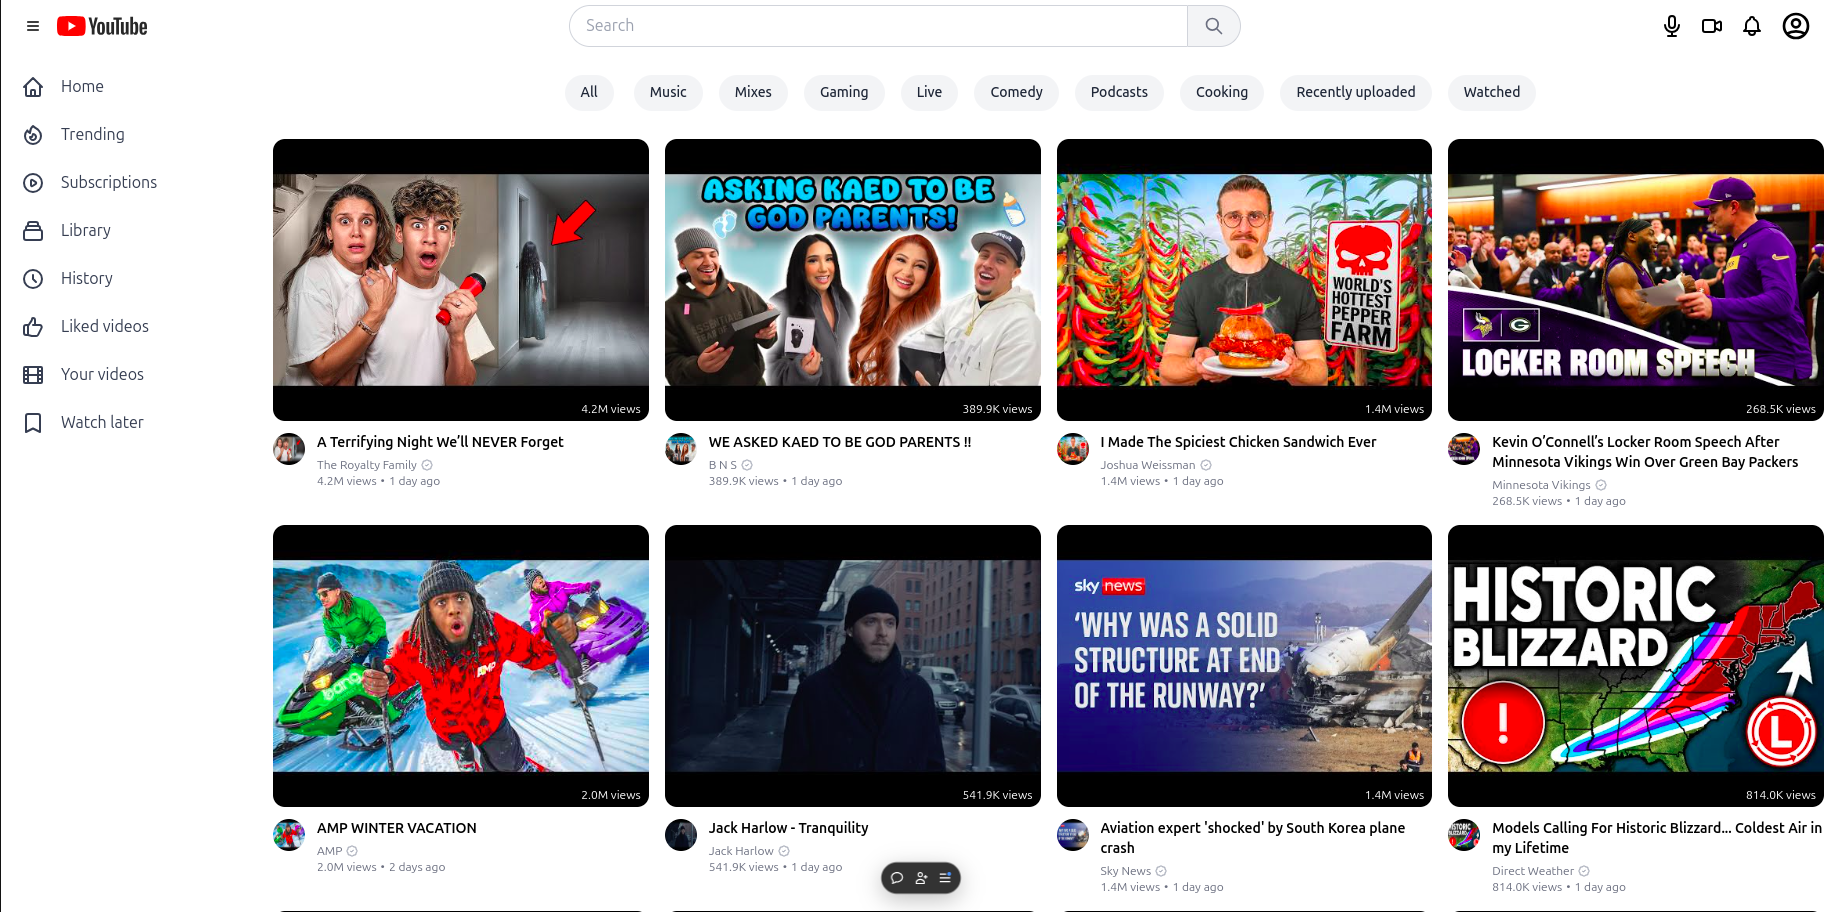 YouTube
Search
Home
Trending
Subscriptions
Library
History
Liked videos
Your videos
Watch later
All
Music
Mixes
Gaming
Live
Comedy
Podcasts
Cooking
Recently uploaded
Watched
4.2M views
A Terrifying Night We’ll NEVER Forget
The Royalty Family
4.2M views • 1 day ago
ASKING KAED TO BE
GOD PARENTS!
389.9K views
WE ASKED KAED TO BE GOD PARENTS !!
B N S
389.9K views • 1 day ago
WORLD'S
HOTTEST
PEPPER
FARM
1.4M views
I Made The Spiciest Chicken Sandwich Ever
Joshua Weissman
1.4M views • 1 day ago
LOCKER ROOM SPEECH
268.5K views
Kevin O’Connell’s Locker Room Speech After
Minnesota Vikings Win Over Green Bay Packers
Minnesota Vikings
268.5K views • 1 day ago
AMP
2.0M views
AMP WINTER VACATION
AMP
2.0M views • 2 days ago
541.9K views
Jack Harlow - Tranquility
Jack Harlow
541.9K views • 1 day ago
sky news
‘WHY WAS A SOLID
STRUCTURE AT END
OF THE RUNWAY?’
1.4M views
Aviation expert 'shocked' by South Korea plane
crash
Sky News
1.4M views • 1 day ago
HISTORIC
BLIZZARD
!
L
814.0K views
Models Calling For Historic Blizzard... Coldest Air in
my Lifetime
Direct Weather
814.0K views • 1 day ago